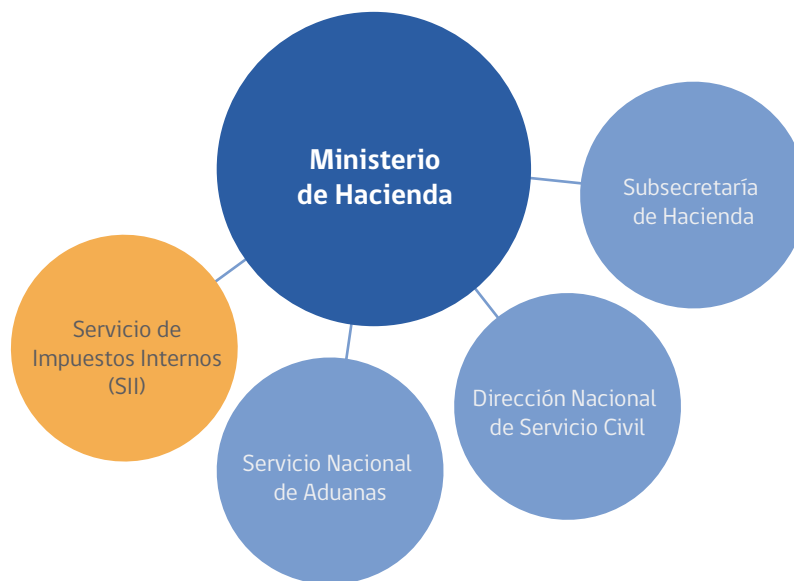 Ministerio
de Hacienda
Subsecretaría
de Hacienda
Servicio de
Impuestos Internos
(SII)
Dirección Nacional
de Servicio Civil
Servicio Nacional
de Aduanas